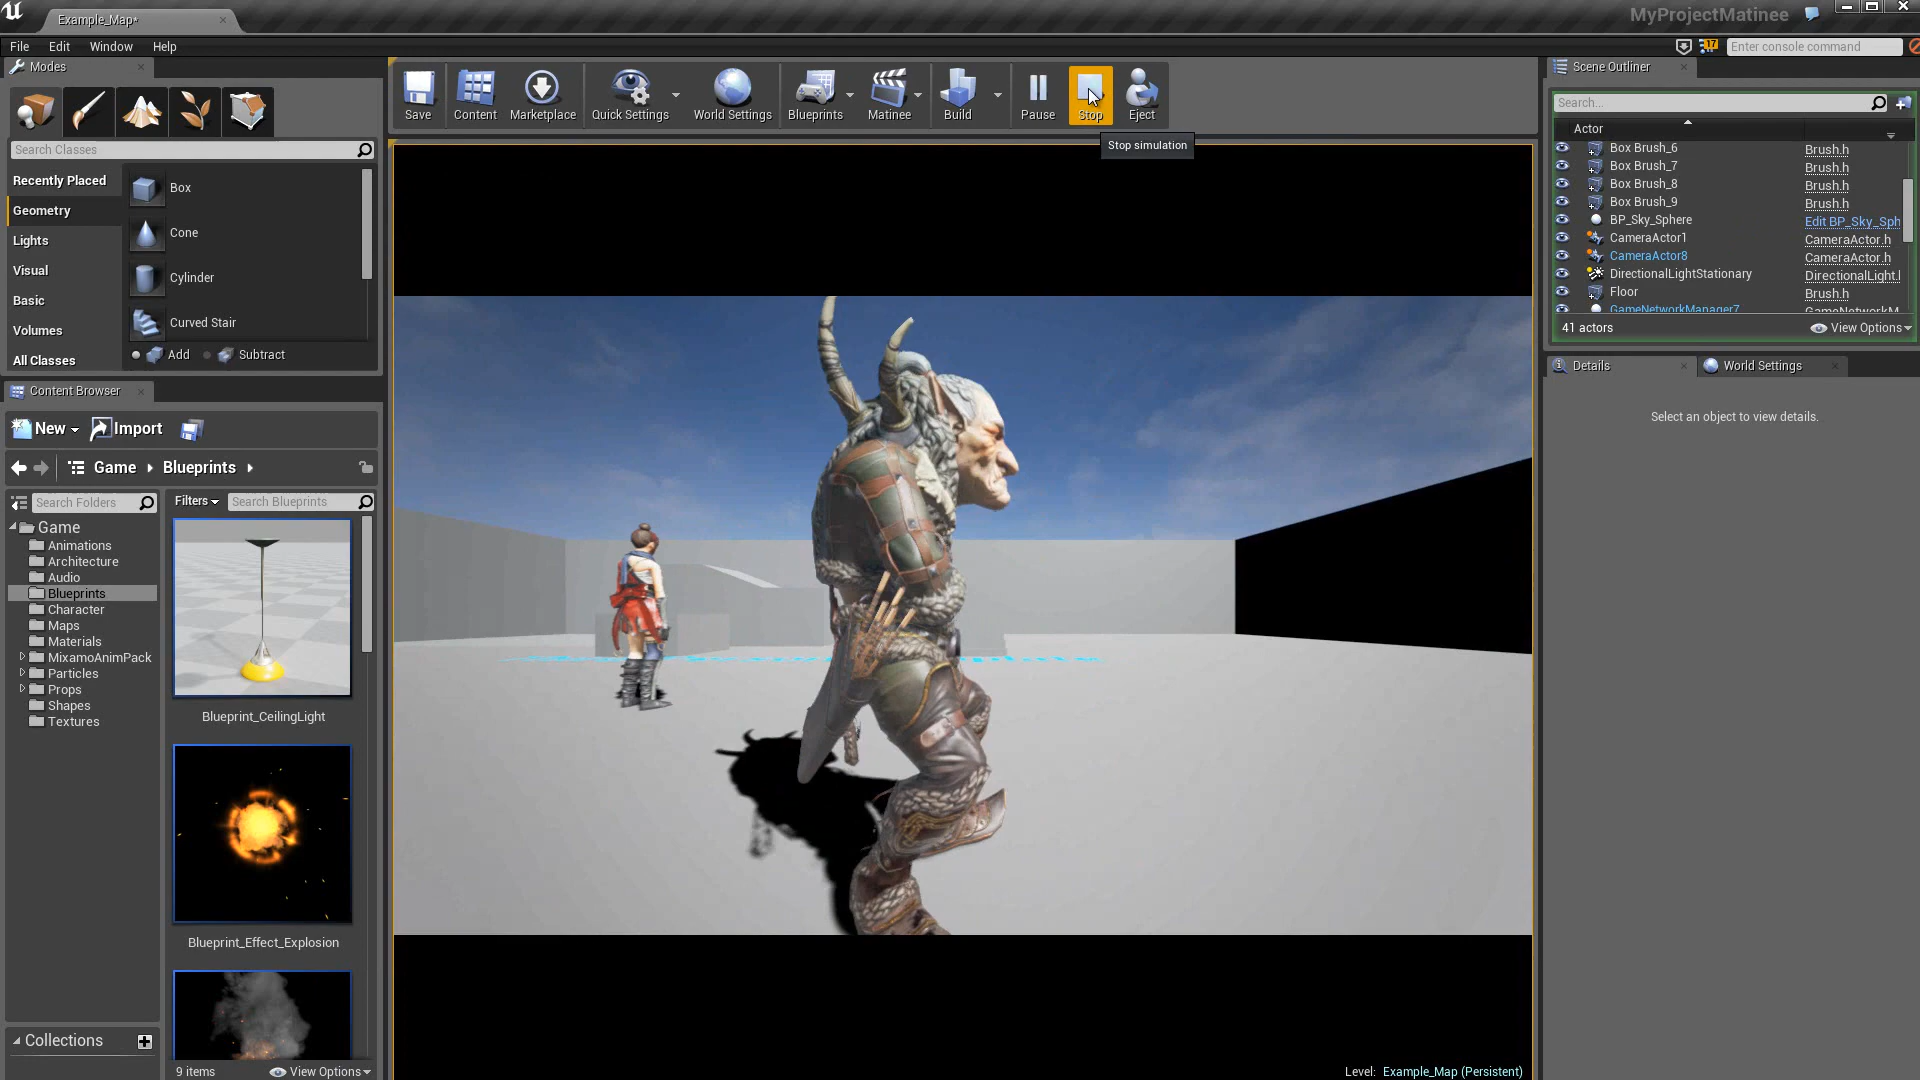 Example_Map*
MyProjectMatinee
File Edit Window Help
17
Enter console command
Modes
Search Classes
Recently Placed
Geometry
Lights
Visual
Basic
Volumes
All Classes
Box
Cone
Cylinder
Curved Stair
Add Subtract
Content Browser
New Import
Game Blueprints
Search Folders
Filters Search Blueprints
Game
Animations
Architecture
Audio
Blueprints
Character
Maps
Materials
MixamoAnimPack
Particles
Props
Shapes
Textures
Blueprint_CeilingLight
Blueprint_Effect_Explosion
Collections
9 items View Options
Save Content Marketplace Quick Settings World Settings Blueprints Matinee Build Pause Stop Eject
Stop simulation
Level: Example_Map (Persistent)
Scene Outliner
Search...
Actor
Box Brush_6 Brush.h
Box Brush_7 Brush.h
Box Brush_8 Brush.h
Box Brush_9 Brush.h
BP_Sky_Sphere Edit BP_Sky_Sph
CameraActor1 CameraActor.h
CameraActor8 CameraActor.h
DirectionalLightStationary DirectionalLight.
Floor Brush.h
GameNetworkManager7 GameNetworkM
41 actors View Options
Details World Settings
Select an object to view details.